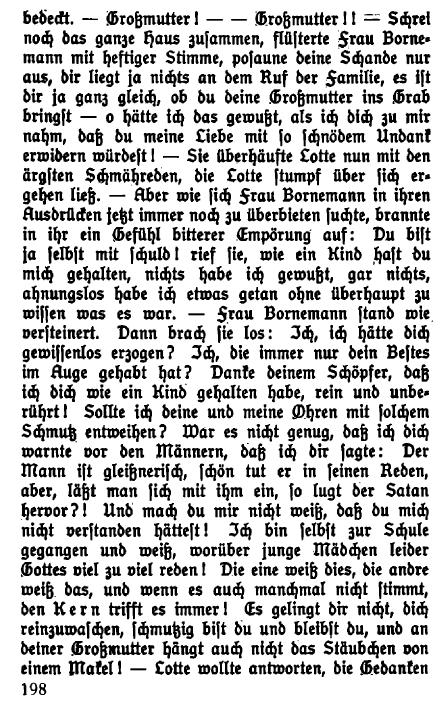 bedeckt. — Großmutter! — — Großmutter!! — Schrei
noch das ganze Haus zusammen, flüsterte Frau Borne-
mann mit heftiger Stimme, posaune deine Schande nur
aus, dir liegt ja nichts an dem Ruf der Familie, es ist
dir ja ganz gleich, ob du deine Großmutter ins Grab
bringst — o hätte ich das gewußt, als ich dich zu mir
nahm, daß du meine Liebe mit so schnödem Undank
erwidern würdest! — Sie überhäufte Lotte nun mit den
ärgsten Schmähreden, die Lotte stumpf über sich er-
gehen ließ. — Aber wie sich Frau Bornemann in ihren
Ausdrücken jetzt immer noch zu überbieten suchte, brannte
in ihr ein Gefühl bitterer Empörung auf: Du bist
ja selbst mit schuld! rief sie, wie ein Kind hast du
mich gehalten, nichts habe ich gewußt, gar nichts,
ahnungslos habe ich etwas getan ohne überhaupt zu
wissen was es war. — Frau Bornemann stand wie
versteinert. Dann brach sie los: Ich, ich hätte dich
gewissenlos erzogen? Ich, die immer nur dein Bestes
im Auge gehabt hat? Danke deinem Schöpfer, daß
ich dich wie ein Kind gehalten habe, rein und unbe-
rührt! Sollte ich deine und meine Ohren mit solchem
Schmutz entweihen? War es nicht genug, daß ich dich
warnte vor den Männern, daß ich dir sagte: Der
Mann ist gleißnerisch, schön tut er in seinen Reden,
aber, läßt man sich mit ihm ein, so lugt der Satan
hervor?! Und mach du mir nicht weiß, daß du mich
nicht verstanden hättest! Ich bin selbst zur Schule
gegangen und weiß, worüber junge Mädchen leider
Gottes viel zu viel reden! Die eine weiß dies, die andre
weiß das, und wenn es auch manchmal nicht stimmt,
den Kern trifft es immer! Es gelingt dir nicht, dich
reinzuwaschen, schmutzig bist du und bleibst du, und an
deiner Großmutter hängt auch nicht das Stäubchen von
einem Makel! — Lotte wollte antworten, die Gedanken
198